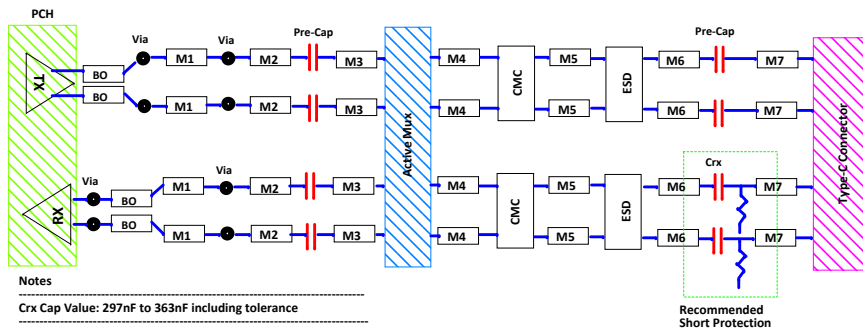 PCH
Via
Via
Pre-Cap
Pre-Cap
BO
M1
M2
M3
M4
M5
M6
M7
TX
BO
M1
M2
M3
M4
CMC
M5
ESD
M6
M7
Active Mux
Type-C Connector
Via
Via
Crx
BO
M1
M2
M3
M4
M5
M6
M7
RX
BO
M1
M2
M3
M4
CMC
M5
ESD
M6
M7
Notes
Crx Cap Value: 297nF to 363nF including tolerance
Recommended
Short Protection